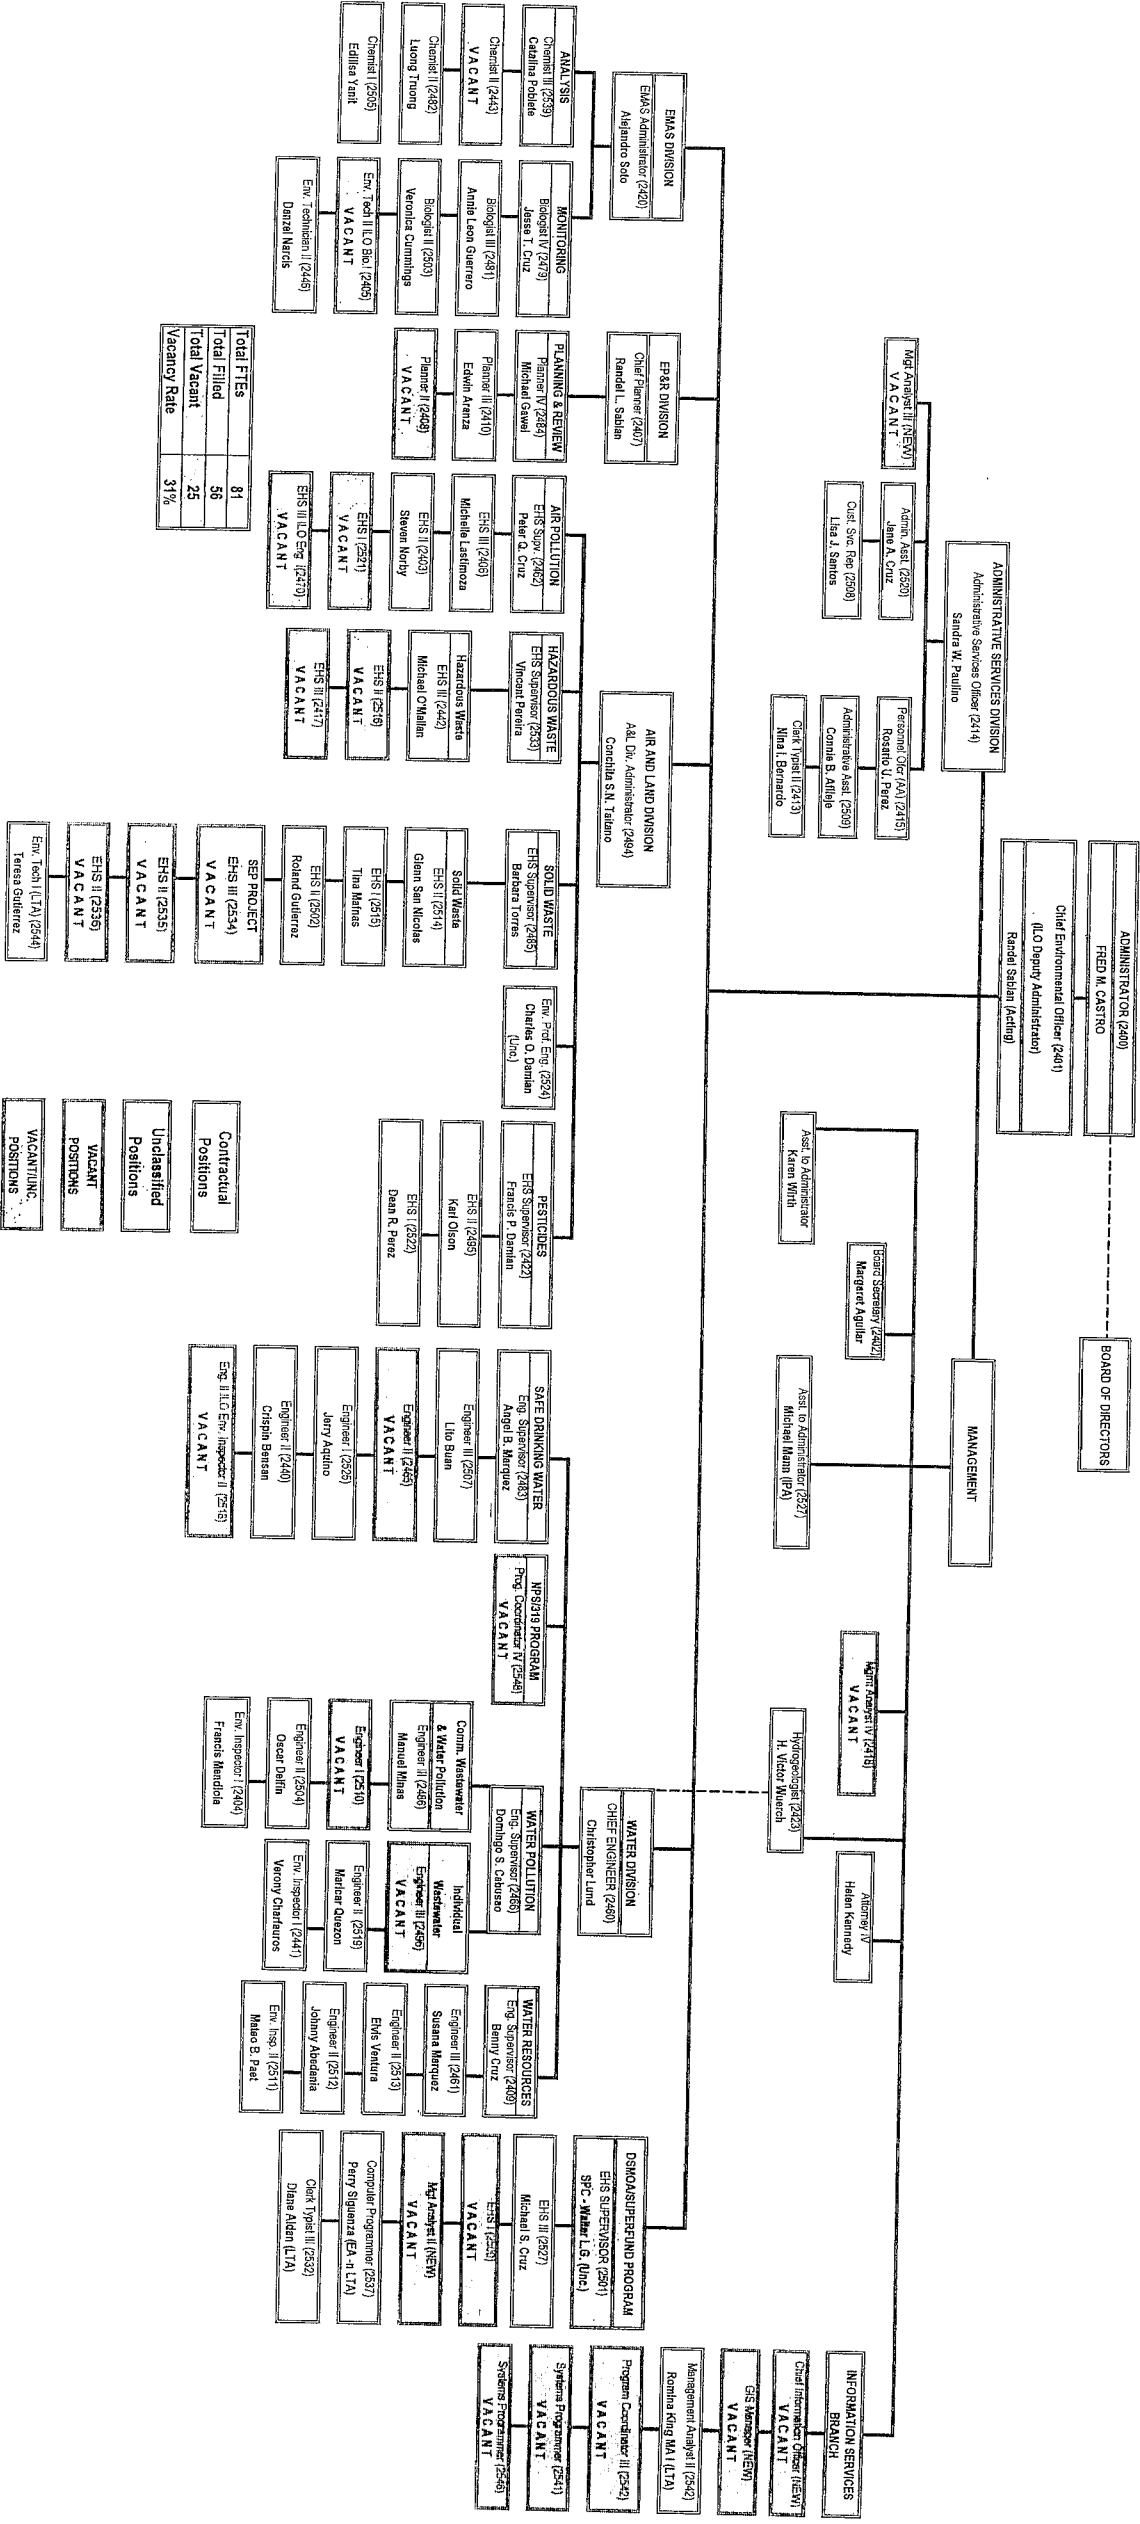 ADMINISTRATOR (2400)
FRED M. CASTRO
BOARD OF DIRECTORS
Chief Environmental Officer (2401)
(ILO Deputy Administrator)
Randel Sablan (Acting)
ADMINISTRATIVE SERVICES DIVISION
Administrative Services Officer (2414)
Sandra W. Paulino
Mgt Analyst III (NEW)
VACANT
Admin. Asst. (2520)
Jane A. Cruz
Cust. Svc. Rep (2508)
Lisa J. Santos
Personnel Ofcr (AA) (2415)
Rosario U. Perez
Administrative Asst. (2509)
Connie B. Aflleje
Clerk Typist II (2413)
Nina I. Bernardo
MANAGEMENT
Asst. to Administrator
Karen Wirth
Board Secretary (2402)
Margaret Aguilar
Asst. to Administrator (2527)
Michael Mann (IPA)
Mgmt Analyst IV (2418)
VACANT
Hydrogeologist (2423)
H. Victor Wuerch
Attorney IV
Helen Kennedy
INFORMATION SERVICES
BRANCH
Chief Information Officer (NEW)
VACANT
GIS Manager (NEW)
VACANT
Management Analyst II (2542)
Romina King MA I (LTA)
Program Coordinator III (2542)
VACANT
Systems Programmer (2541)
VACANT
Systems Programmer (2546)
VACANT
EMAS DIVISION
EMAS Administrator (2420)
Alejandro Soto
ANALYSIS
Chemist III (2539)
Catalina Poblete
Chemist II (2443)
VACANT
Chemist II (2482)
Luong Truong
Chemist I (2505)
Edilisa Yanit
MONITORING
Biologist IV (2479)
Jesse T. Cruz
Biologist III (2481)
Annie Leon Guerrero
Biologist II (2503)
Veronica Cummings
Env. Tech II ILO Bio.I (2405)
VACANT
Env. Technician II (2446)
Danzel Narcis
EP&R DIVISION
Chief Planner (2407)
Randel L. Sablan
PLANNING & REVIEW
Planner IV (2484)
Michael Gawel
Planner III (2410)
Edwin Aranza
Planner II (2408)
VACANT
AIR AND LAND DIVISION
A&L Div. Administrator (2494)
Conchita S.N. Taitano
AIR POLLUTION
EHS Supv. (2462)
Peter Q. Cruz
EHS III (2406)
Michelle Lastimoza
EHS II (2403)
Steven Norby
EHS I (2521)
VACANT
EHS III ILO Eng. I(2470)
VACANT
HAZARDOUS WASTE
EHS Supervisor (2533)
Vincent Pereira
Hazardous Waste
EHS III (2442)
Michael O'Mallan
EHS II (2516)
VACANT
EHS III (2417)
VACANT
SOLID WASTE
EHS Supervisor (2485)
Barbara Torres
Solid Waste
EHS II (2514)
Glenn San Nicolas
EHS I (2515)
Tina Mafnas
EHS II (2502)
Roland Gutierrez
SEP PROJECT
EHS III (2534)
VACANT
EHS II (2535)
VACANT
EHS II (2536)
VACANT
Env. Tech I (LTA) (2544)
Teresa Gutierrez
Env. Prof. Eng. (2524)
Charles O. Damian
(Unc.)
PESTICIDES
EHS Supervisor (2422)
Francis P. Damian
EHS II (2495)
Karl Olson
EHS I (2522)
Dean R. Perez
WATER DIVISION
CHIEF ENGINEER (2460)
Christopher Lund
SAFE DRINKING WATER
Eng. Supervisor (2483)
Angel B. Marquez
Engineer III (2507)
Lito Buan
Engineer II (2465)
VACANT
Engineer I (2525)
Jerry Aquino
Engineer II (2440)
Crispin Bensan
Eng. II ILO Env. Inspector II (2518)
VACANT
NPS/319 PROGRAM
Prog. Coordinator IV (2548)
VACANT
WATER POLLUTION
Eng. Supervisor (2466)
Domingo S. Cabusao
Comm. Wastewater
& Water Pollution
Engineer III (2486)
Manuel Minas
Engineer I (2510)
VACANT
Engineer II (2504)
Oscar Delfin
Env. Inspector I (2404)
Francis Mendiola
Individual
Wastewater
Engineer III (2496)
VACANT
Engineer II (2519)
Maricar Quezon
Env. Inspector I (2441)
Verony Charfauros
WATER RESOURCES
Eng. Supervisor (2409)
Benny Cruz
Engineer III (2461)
Susana Marquez
Engineer II (2513)
Elvis Ventura
Engineer II (2512)
Johnny Abedania
Env. Insp. II (2511)
Mateo B. Paet
DSMOA/SUPERFUND PROGRAM
EHS SUPERVISOR (2501)
SPC - Walter L.G. (Unc.)
EHS III (2527)
Michael S. Cruz
EHS I
VACANT
Mgt Analyst II (NEW)
VACANT
Computer Programmer (2537)
Perry Siguenza (EA -n LTA)
Clerk Typist III (2532)
Diane Aldan (LTA)
Total FTEs 81
Total Filled 56
Total Vacant 25
Vacancy Rate 31%
Contractual
Positions
Unclassified
Positions
VACANT
POSITIONS
VACANT/UNC.
POSITIONS